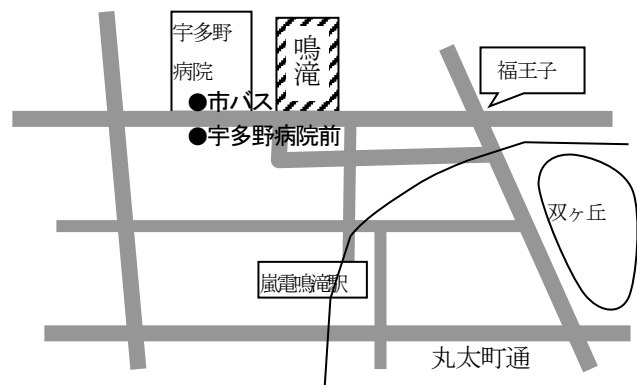 宇多野
病院
鳴滝
福王子
●市バス
●宇多野病院前
双ヶ丘
嵐電鳴滝駅
丸太町通